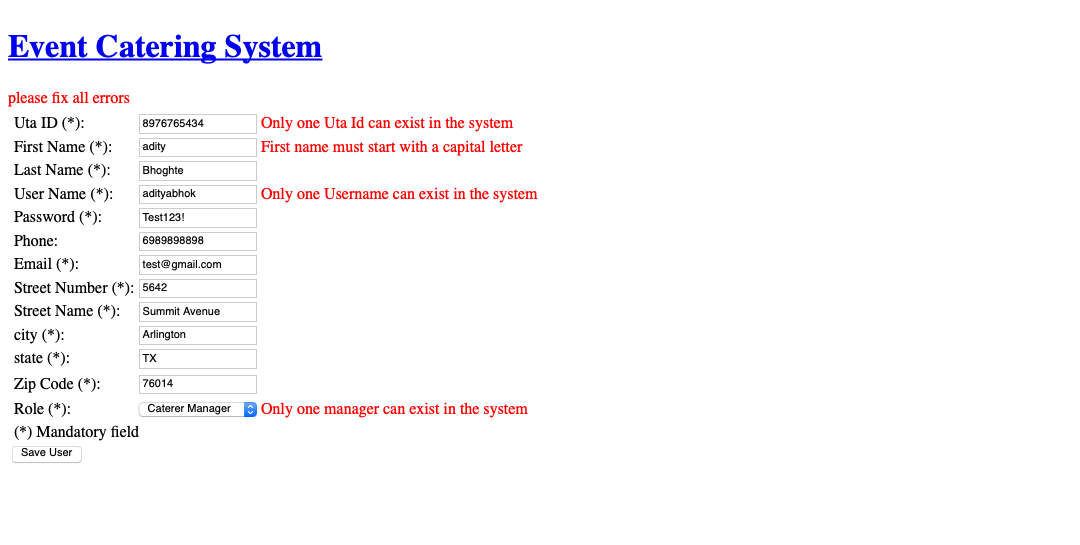 Event Catering System
please fix all errors
Uta ID (*): 8976765434 Only one Uta Id can exist in the system
First Name (*): adity First name must start with a capital letter
Last Name (*): Bhoghte
User Name (*): adityabhok Only one Username can exist in the system
Password (*): Test123!
Phone: 6989898898
Email (*): test@gmail.com
Street Number (*): 5642
Street Name (*): Summit Avenue
city (*): Arlington
state (*): TX
Zip Code (*): 76014
Role (*): Caterer Manager Only one manager can exist in the system
(*) Mandatory field
Save User